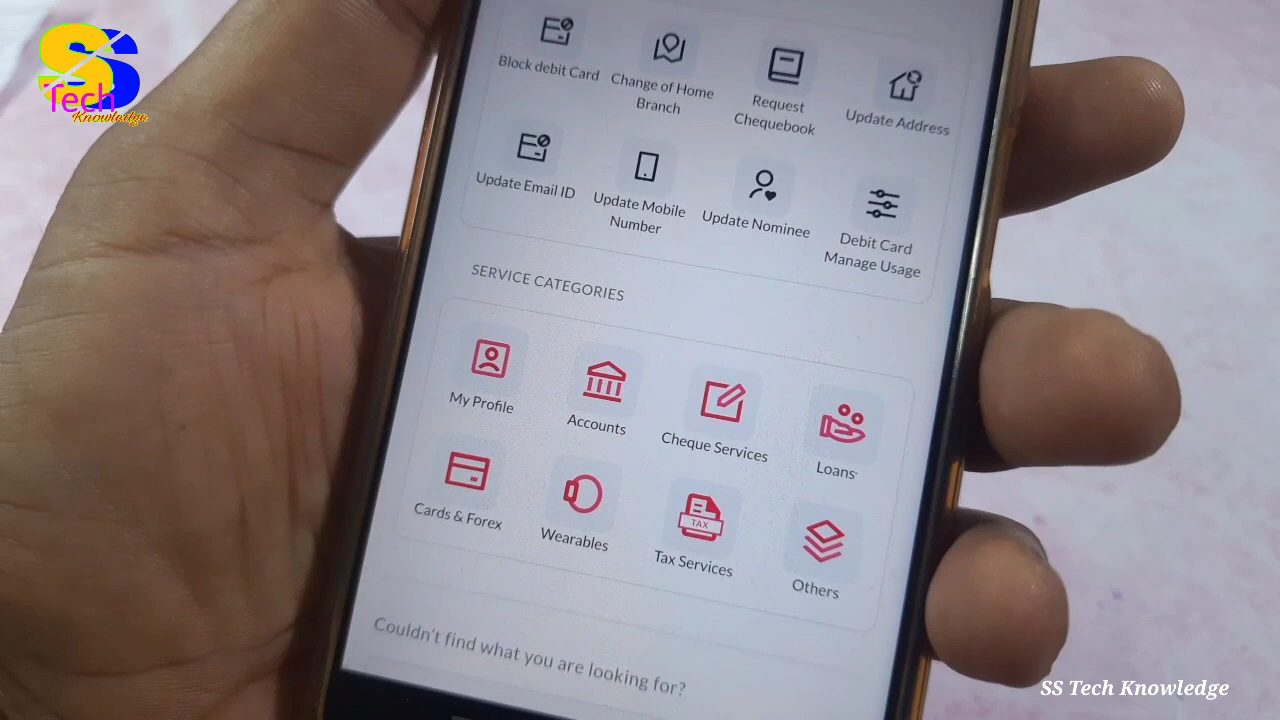 SS
Tech
Knowledge
Block debit Card
Change of Home
Branch
Request
Chequebook
Update Address
Update Email ID
Update Mobile
Number
Update Nominee
Debit Card
Manage Usage
SERVICE CATEGORIES
My Profile
Accounts
Cheque Services
Loans
Cards & Forex
Wearables
TAX
Tax Services
Others
Couldn't find what you are looking for?
SS Tech Knowledge